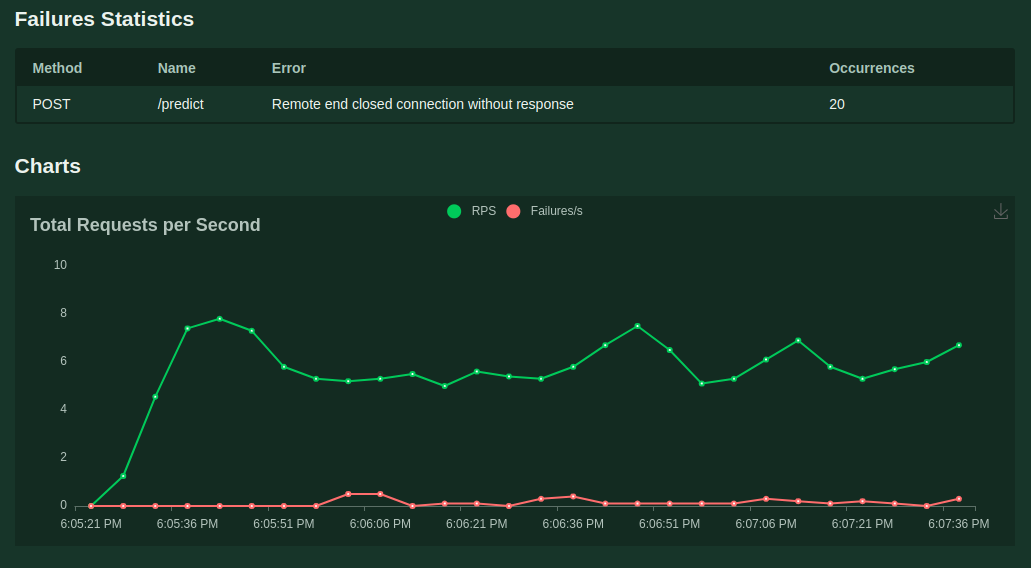 Failures Statistics
Method Name Error Occurrences
POST /predict Remote end closed connection without response 20
Charts
RPS Failures/s
Total Requests per Second
10
8
6
4
2
0
6:05:21 PM 6:05:36 PM 6:05:51 PM 6:06:06 PM 6:06:21 PM 6:06:36 PM 6:06:51 PM 6:07:06 PM 6:07:21 PM 6:07:36 PM